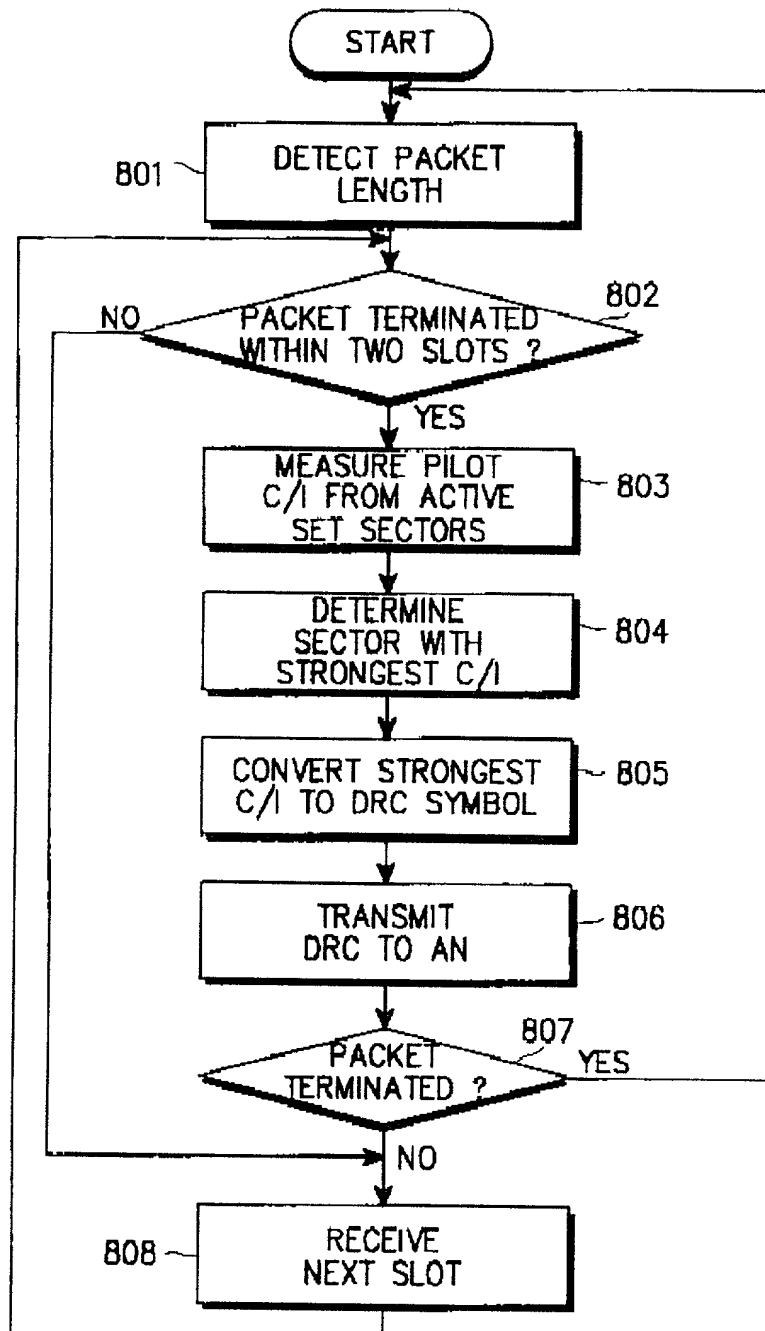 START
801
DETECT PACKET
LENGTH
802
NO
PACKET TERMINATED
WITHIN TWO SLOTS ?
YES
MEASURE PILOT
C/I FROM ACTIVE
SET SECTORS
803
DETERMINE
SECTOR WITH
STRONGEST C/I
804
CONVERT STRONGEST
C/I TO DRC SYMBOL
805
TRANSMIT
DRC TO AN
806
807
PACKET
TERMINATED ?
YES
NO
808
RECEIVE
NEXT SLOT